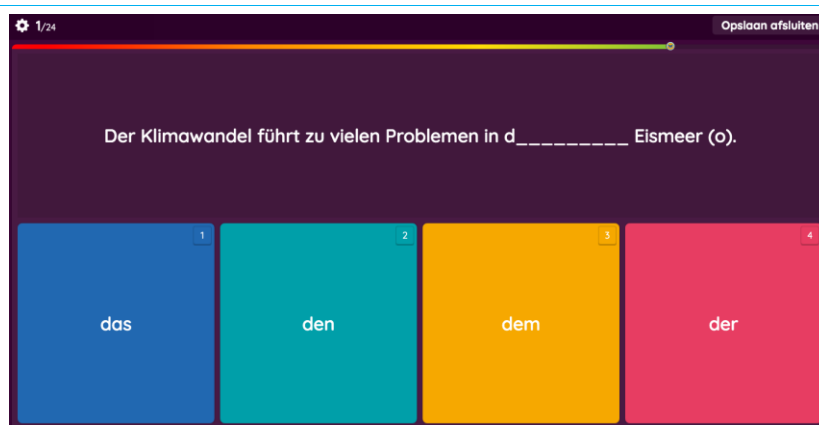 1/24
Opslaan afsluiten
Der Klimawandel führt zu vielen Problemen in d_________ Eismeer (o).
1
2
3
4
das
den
dem
der